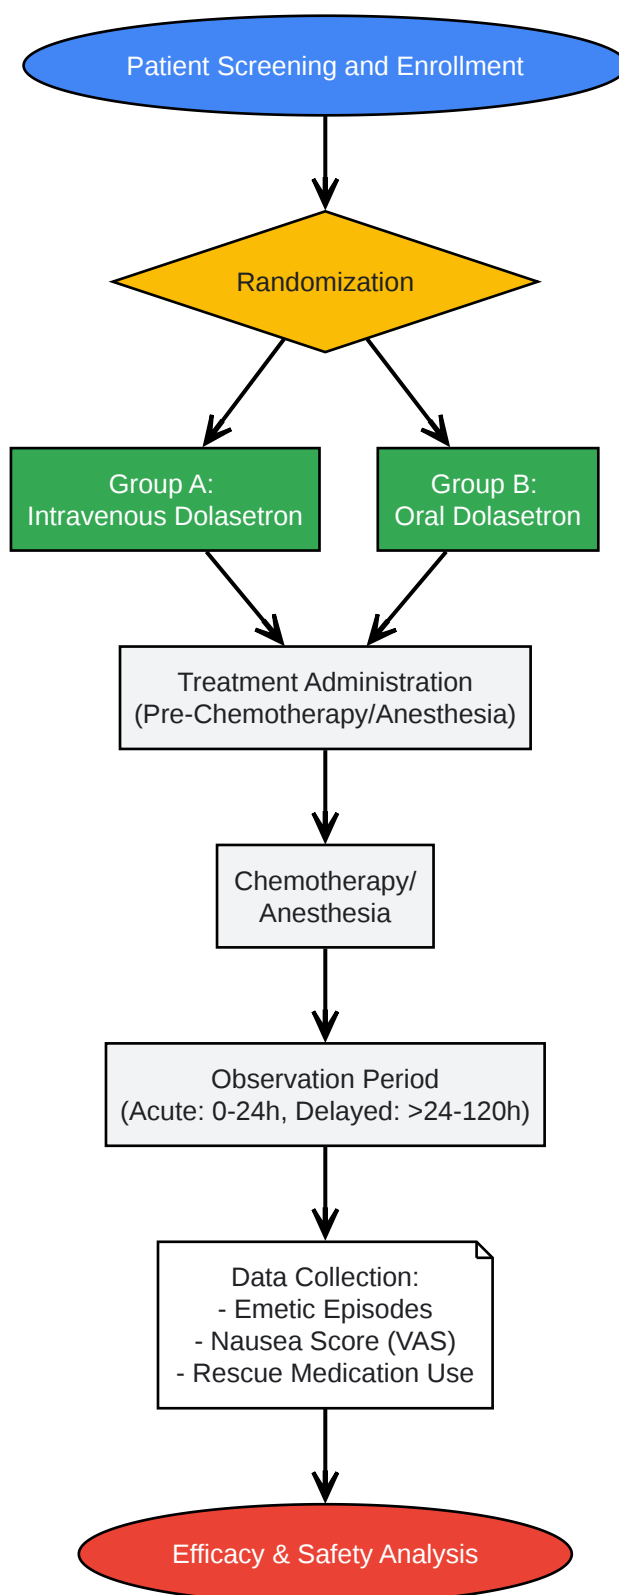 Patient Screening and Enrollment
Randomization
Group A:
Intravenous Dolasetron
Group B:
Oral Dolasetron
Treatment Administration
(Pre-Chemotherapy/Anesthesia)
Chemotherapy/
Anesthesia
Observation Period
(Acute: 0-24h, Delayed: >24-120h)
Data Collection:
- Emetic Episodes
- Nausea Score (VAS)
- Rescue Medication Use
Efficacy & Safety Analysis